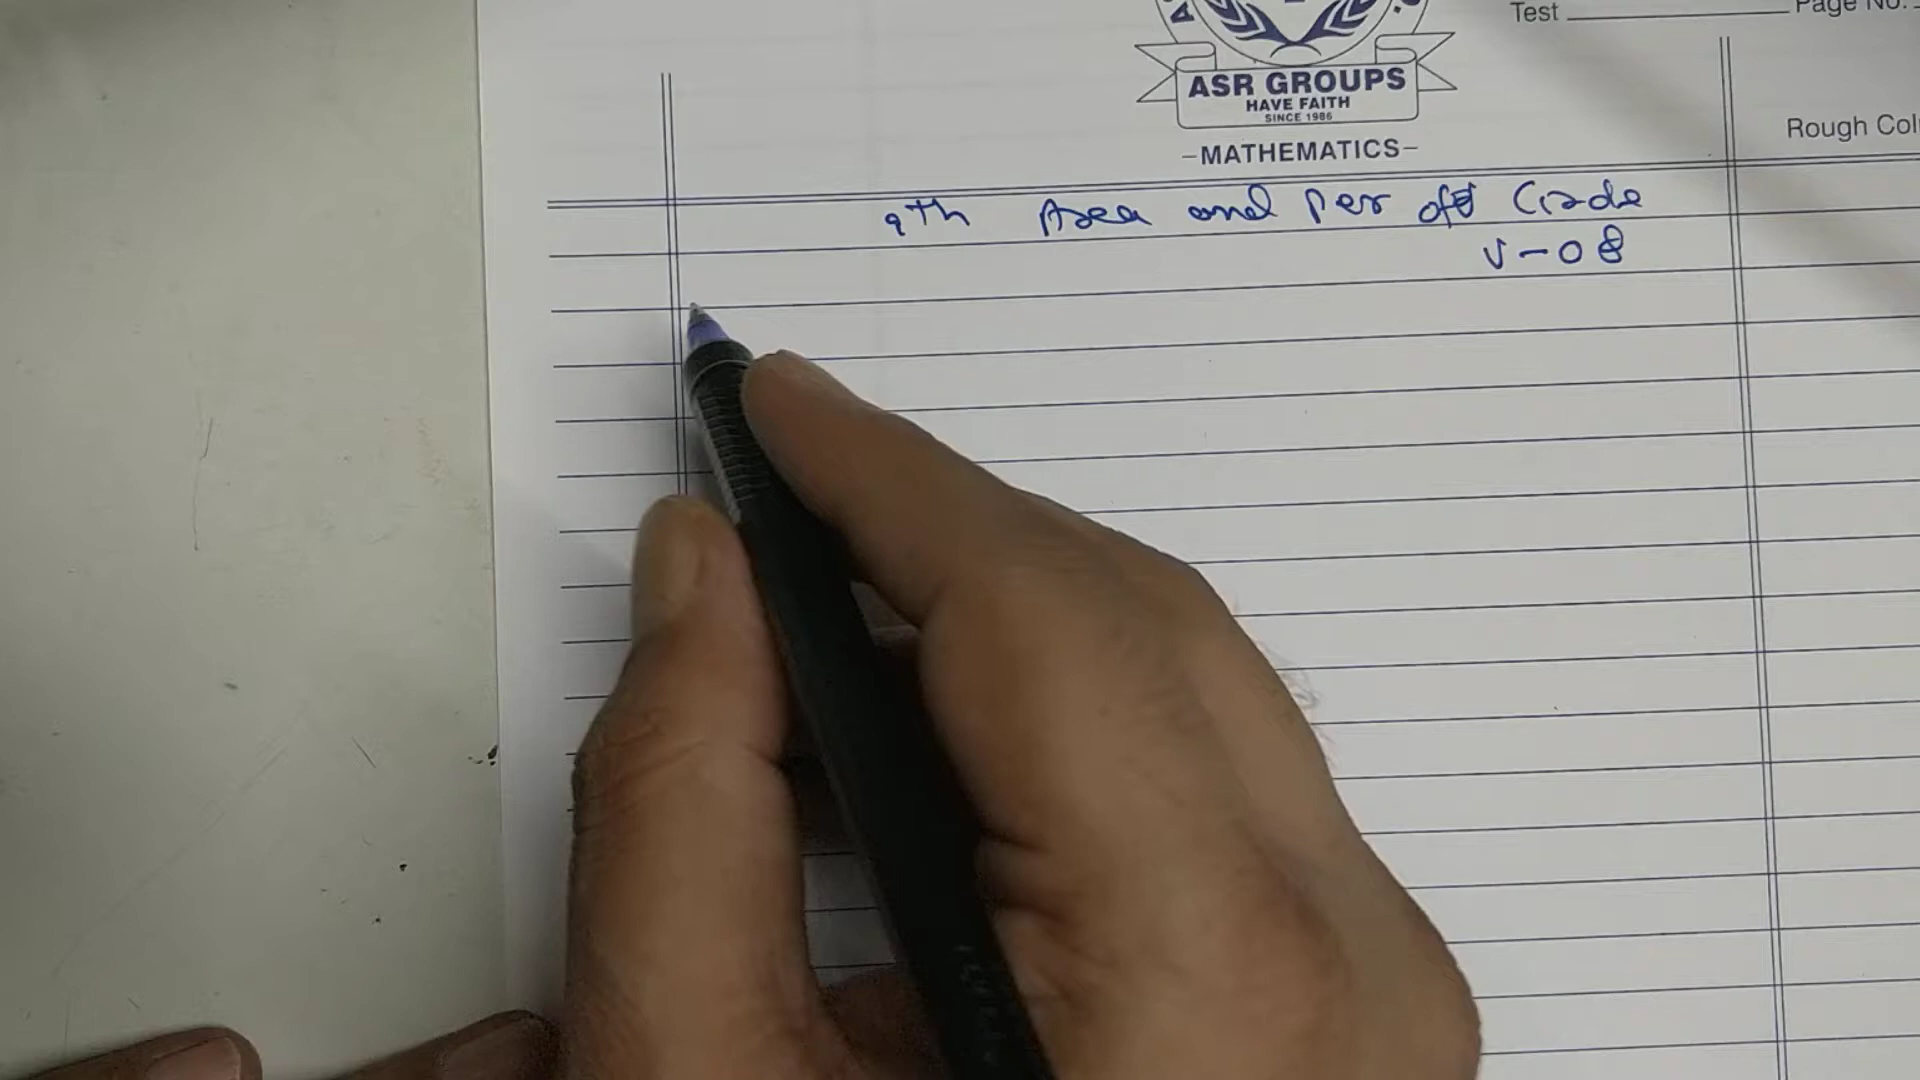 Test Page No.
ASR GROUPS
HAVE FAITH
SINCE 1986
-MATHEMATICS-
Rough Col
9th Area and Per of Circle
V-08